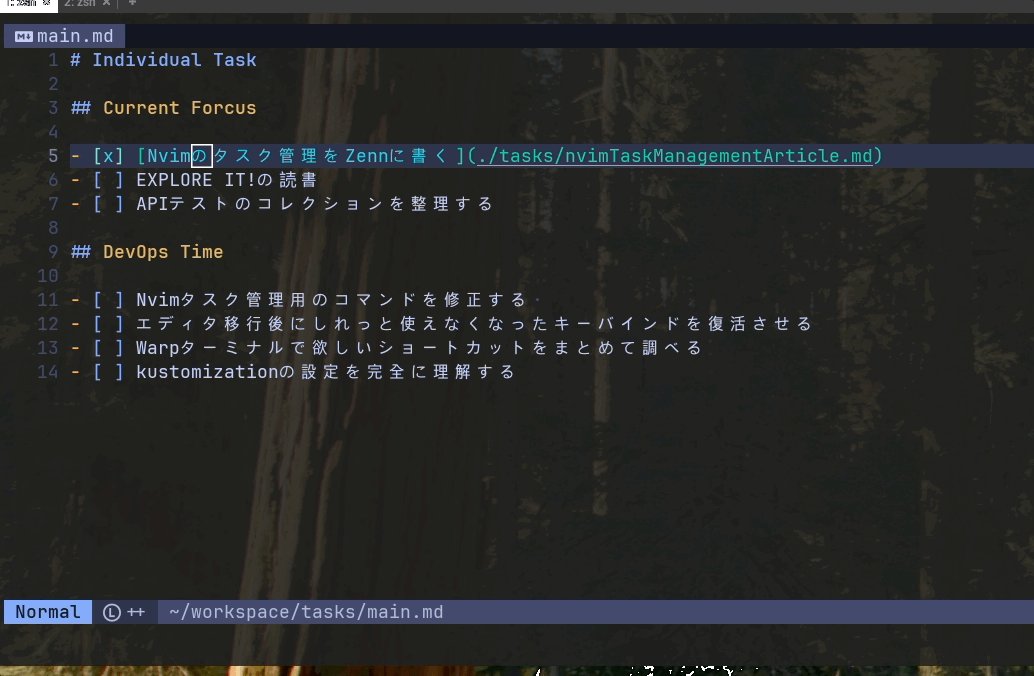 2: zsh × +
main.md
1 # Individual Task
2
3 ## Current Forcus
4
5 - [x] [Nvimのタスク管理をZennに書く](./tasks/nvimTaskManagementArticle.md)
6 - [ ] EXPLORE IT!の読書
7 - [ ] APIテストのコレクションを整理する
8
9 ## DevOps Time
10
11 - [ ] Nvimタスク管理用のコマンドを修正する
12 - [ ] エディタ移行後にしれっと使えなくなったキーバインドを復活させる
13 - [ ] Warpターミナルで欲しいショートカットをまとめて調べる
14 - [ ] kustomizationの設定を完全に理解する
Normal Ⓛ ++ ~/workspace/tasks/main.md